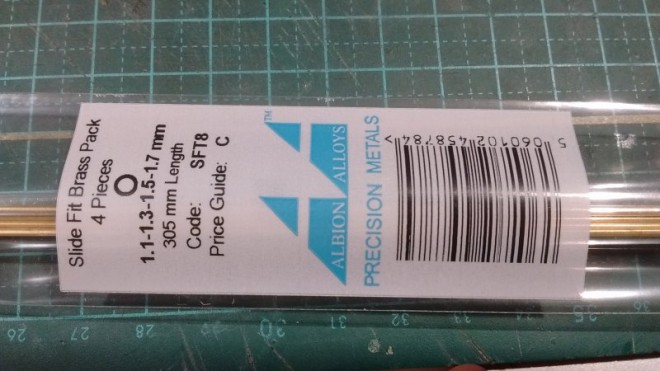 Slide Fit Brass Pack
4 Pieces
1.1-1.3-1.5-1.7 mm
305 mm Length
Code: SFT8
Price Guide: C
TM
ALBION ALLOYS
PRECISION METALS
5 060102 458784 >
26 27 28 29 30 31 32 33 34 35